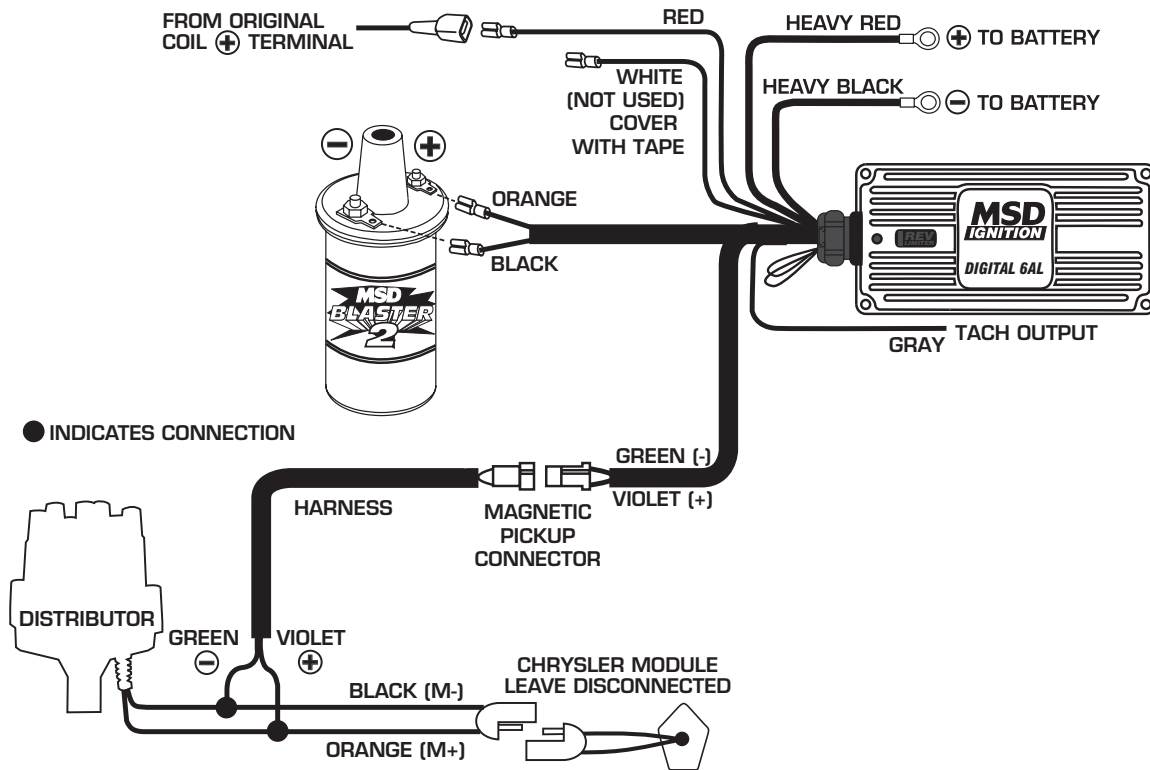 FROM ORIGINAL
COIL ⊕ TERMINAL
RED
HEAVY RED
⊕ TO BATTERY
WHITE
(NOT USED)
COVER
WITH TAPE
HEAVY BLACK
⊖ TO BATTERY
⊖ ⊕
ORANGE
BLACK
MSD
BLASTER
2
MSD
IGNITION
REV
LIMITER
DIGITAL 6AL
GRAY
TACH OUTPUT
● INDICATES CONNECTION
GREEN (-)
VIOLET (+)
HARNESS
MAGNETIC
PICKUP
CONNECTOR
DISTRIBUTOR
GREEN
⊖
VIOLET
⊕
CHRYSLER MODULE
LEAVE DISCONNECTED
BLACK (M-)
ORANGE (M+)